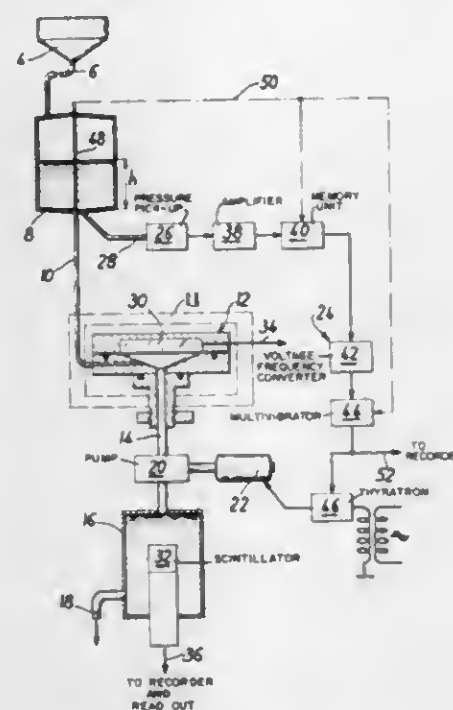 4
6
50
48
h
PRESSURE
PICK-UP
AMPLIFIER
MEMORY
UNIT
8
26
38
40
28
10
11
30
12
34
24
VOLTAGE
FREQUENCY
CONVERTER
42
MULTIVIBRATOR
44
14
TO
RECORDER
52
PUMP
20
22
46
THYRATRON
16
32
SCINTILLATOR
18
36
TO RECORDER
AND
READ OUT